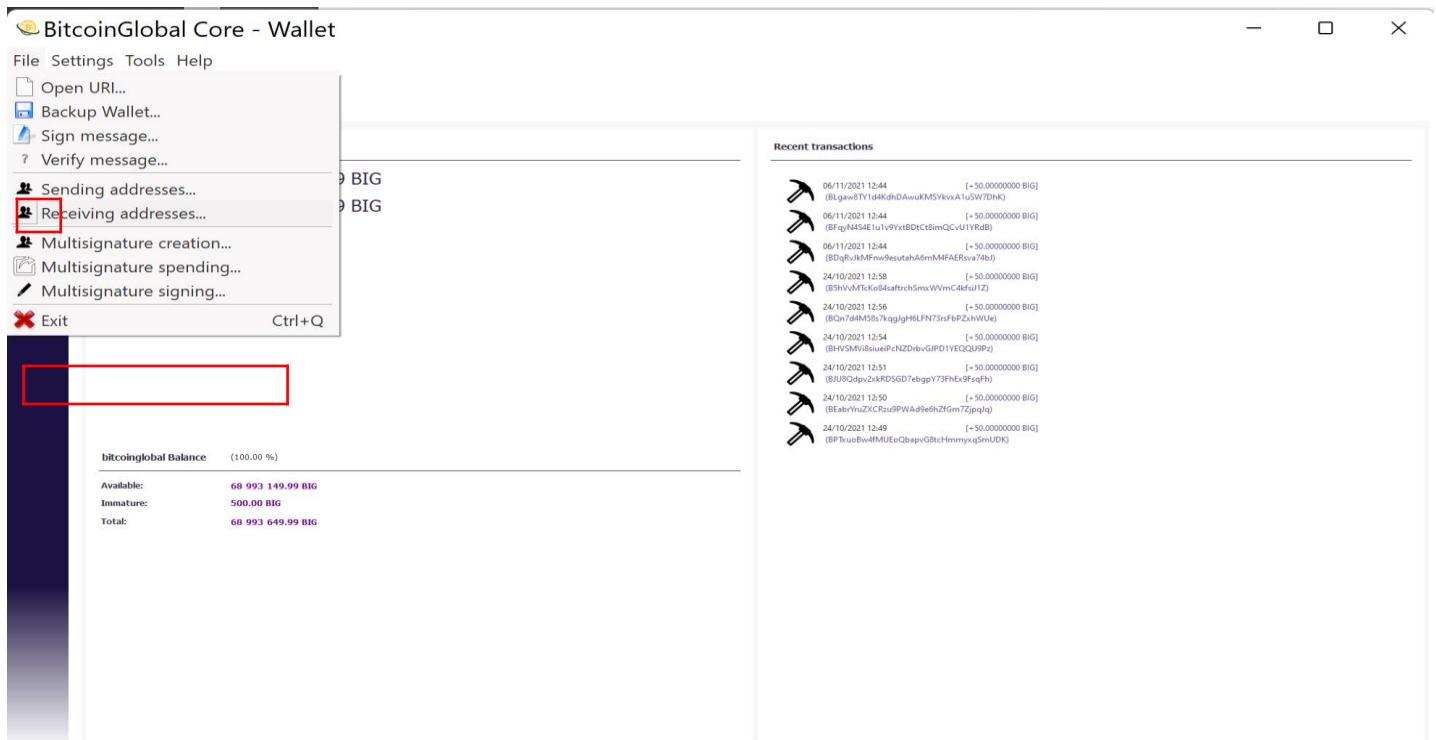 BitcoinGlobal Core - Wallet
File Settings Tools Help
Open URI...
Backup Wallet...
Sign message...
? Verify message...
Sending addresses...
Receiving addresses...
Multisignature creation...
Multisignature spending...
Multisignature signing...
Exit Ctrl+Q
9 BIG
9 BIG
bitcoinglobal Balance (100.00 %)
Available: 68 993 149.99 BIG
Immature: 500.00 BIG
Total: 68 993 649.99 BIG
Recent transactions
06/11/2021 12:44 [+50.00000000 BIG]
06/11/2021 12:44 [+50.00000000 BIG]
06/11/2021 12:44 [+50.00000000 BIG]
24/10/2021 12:58 [+50.00000000 BIG]
24/10/2021 12:56 [+50.00000000 BIG]
24/10/2021 12:54 [+50.00000000 BIG]
24/10/2021 12:51 [+50.00000000 BIG]
24/10/2021 12:50 [+50.00000000 BIG]
24/10/2021 12:49 [+50.00000000 BIG]